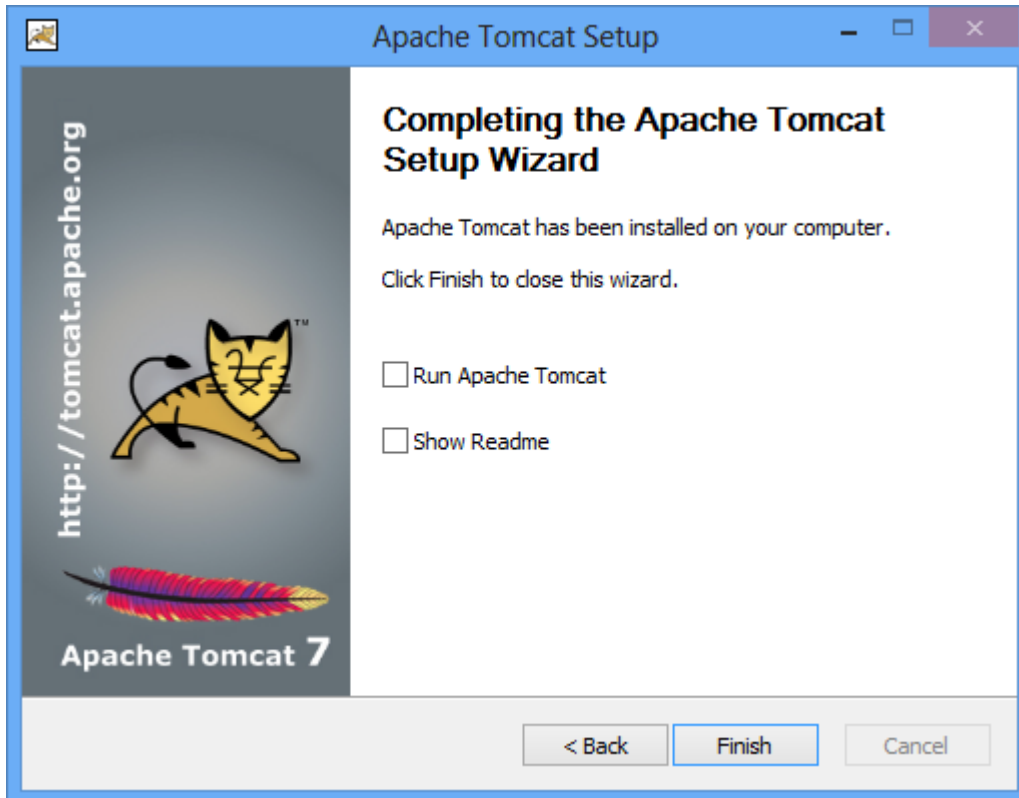 Apache Tomcat Setup
http://tomcat.apache.org
TM
Apache Tomcat 7
Completing the Apache Tomcat
Setup Wizard
Apache Tomcat has been installed on your computer.
Click Finish to close this wizard.
Run Apache Tomcat
Show Readme
< Back
Finish
Cancel